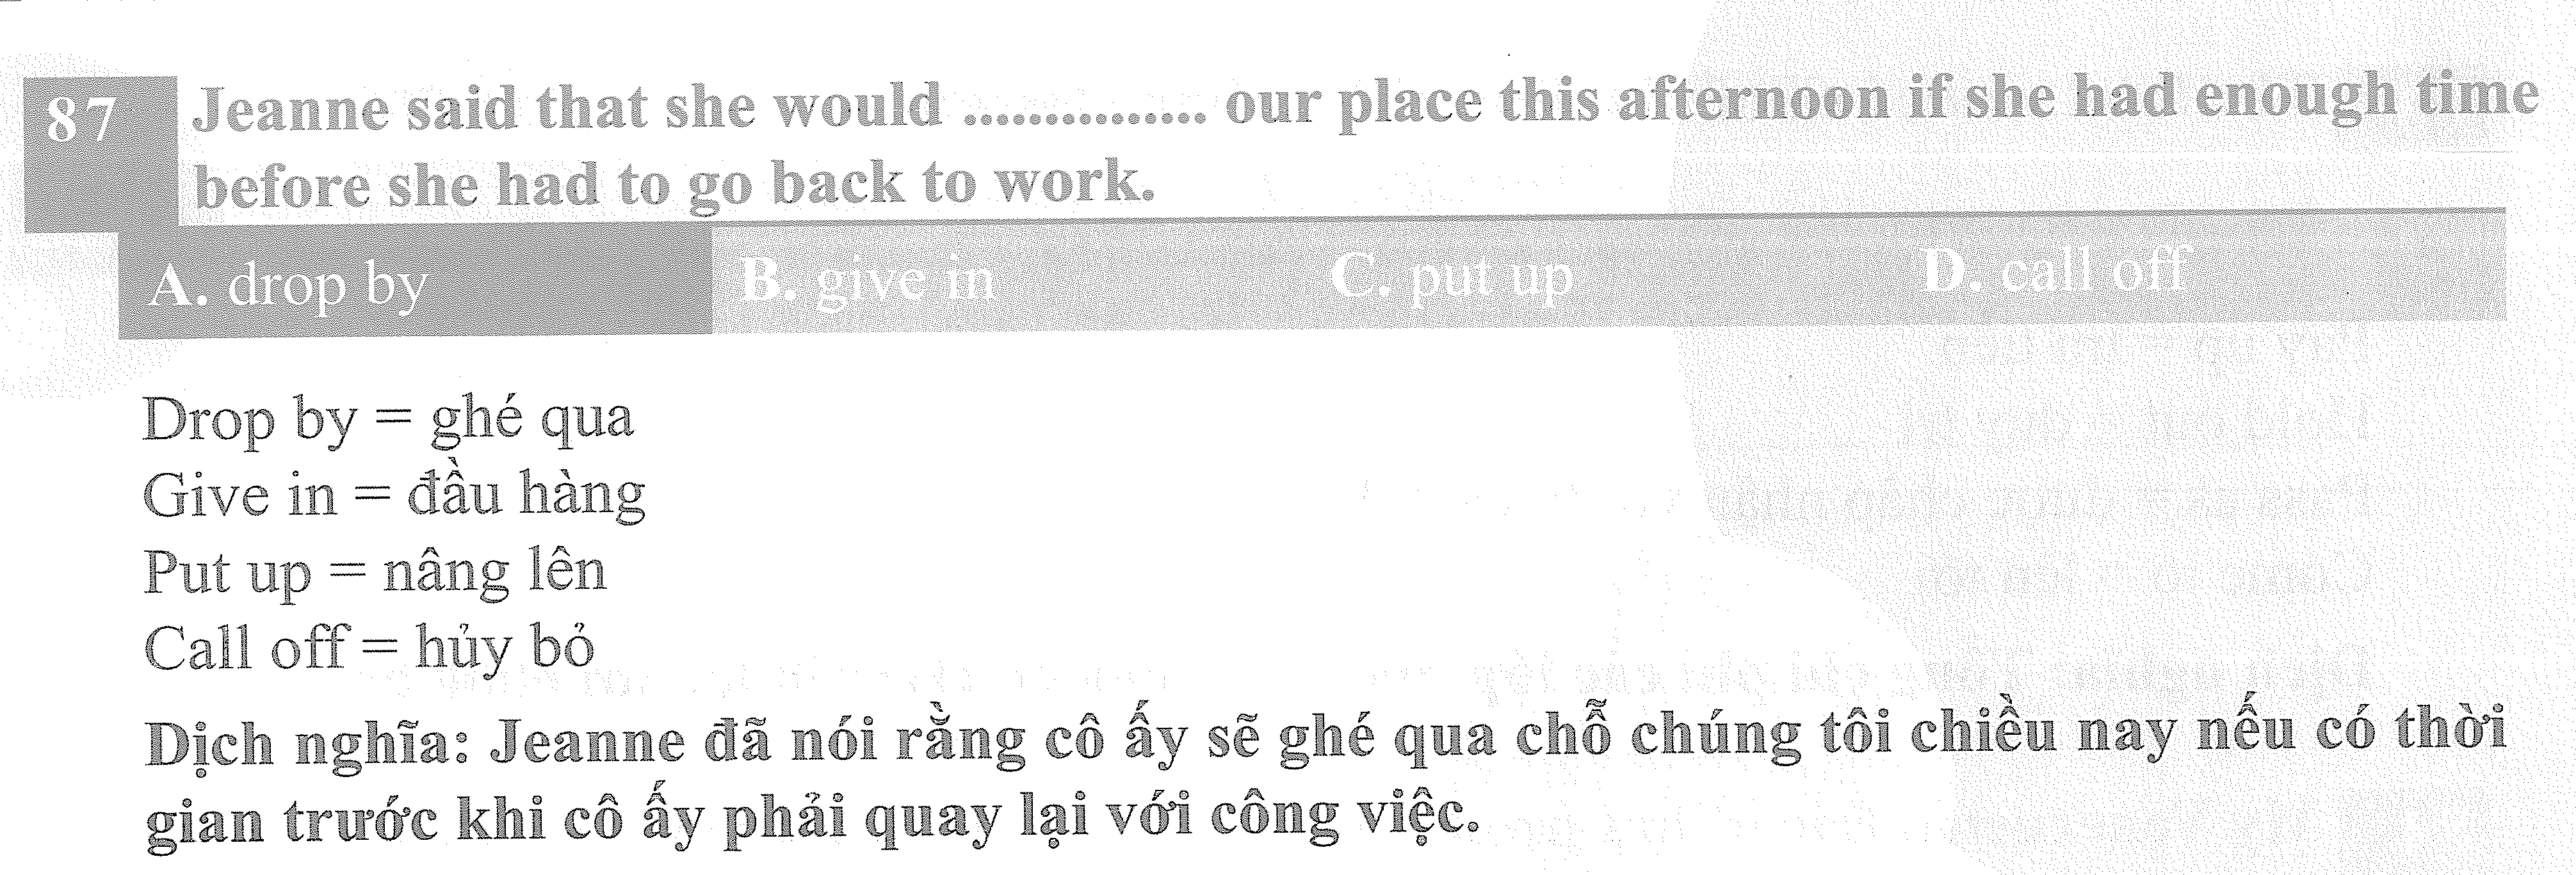 87 Jeanne said that she would ............... our place this afternoon if she had enough time
before she had to go back to work.
A. drop by B. give in C. put up D. call off
Drop by = ghé qua
Give in = đầu hàng
Put up = nâng lên
Call off = hủy bỏ
Dịch nghĩa: Jeanne đã nói rằng cô ấy sẽ ghé qua chỗ chúng tôi chiều nay nếu có thời
gian trước khi cô ấy phải quay lại với công việc.